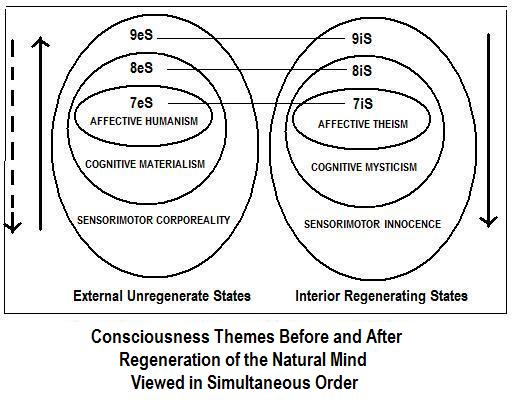 9eS 9iS
8eS 8iS
7eS 7iS
AFFECTIVE HUMANISM AFFECTIVE THEISM
COGNITIVE MATERIALISM COGNITIVE MYSTICISM
SENSORIMOTOR CORPOREALITY SENSORIMOTOR INNOCENCE
External Unregenerate States Interior Regenerating States
Consciousness Themes Before and After
Regeneration of the Natural Mind
Viewed in Simultaneous Order